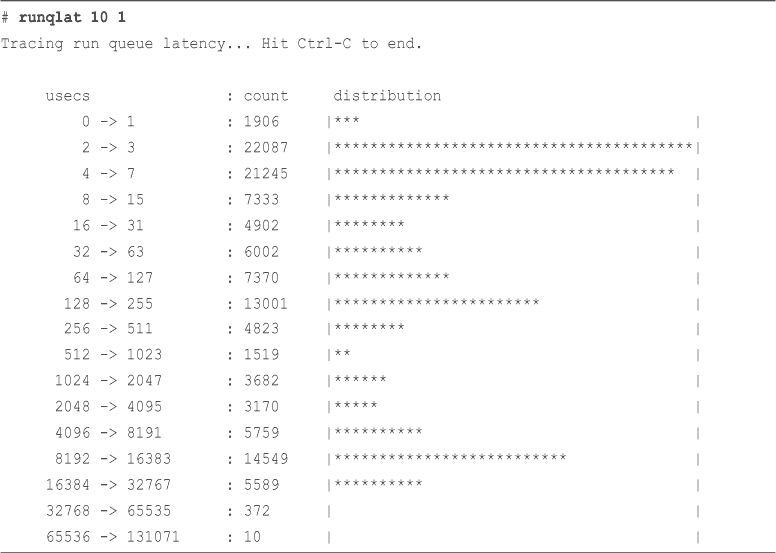 # runqlat 10 1
Tracing run queue latency... Hit Ctrl-C to end.
     usecs               : count     distribution
         0 -> 1          : 1906     |***                                     |
         2 -> 3          : 22087    |****************************************|
         4 -> 7          : 21245    |**************************************  |
         8 -> 15         : 7333     |*************                           |
        16 -> 31         : 4902     |********                                |
        32 -> 63         : 6002     |**********                              |
        64 -> 127        : 7370     |*************                           |
       128 -> 255        : 13001    |***********************                 |
       256 -> 511        : 4823     |********                                |
       512 -> 1023       : 1519     |**                                      |
      1024 -> 2047       : 3682     |******                                  |
      2048 -> 4095       : 3170     |*****                                   |
      4096 -> 8191       : 5759     |**********                              |
      8192 -> 16383      : 14549    |**************************              |
     16384 -> 32767      : 5589     |**********                              |
     32768 -> 65535      : 372      |                                        |
     65536 -> 131071     : 10       |                                        |